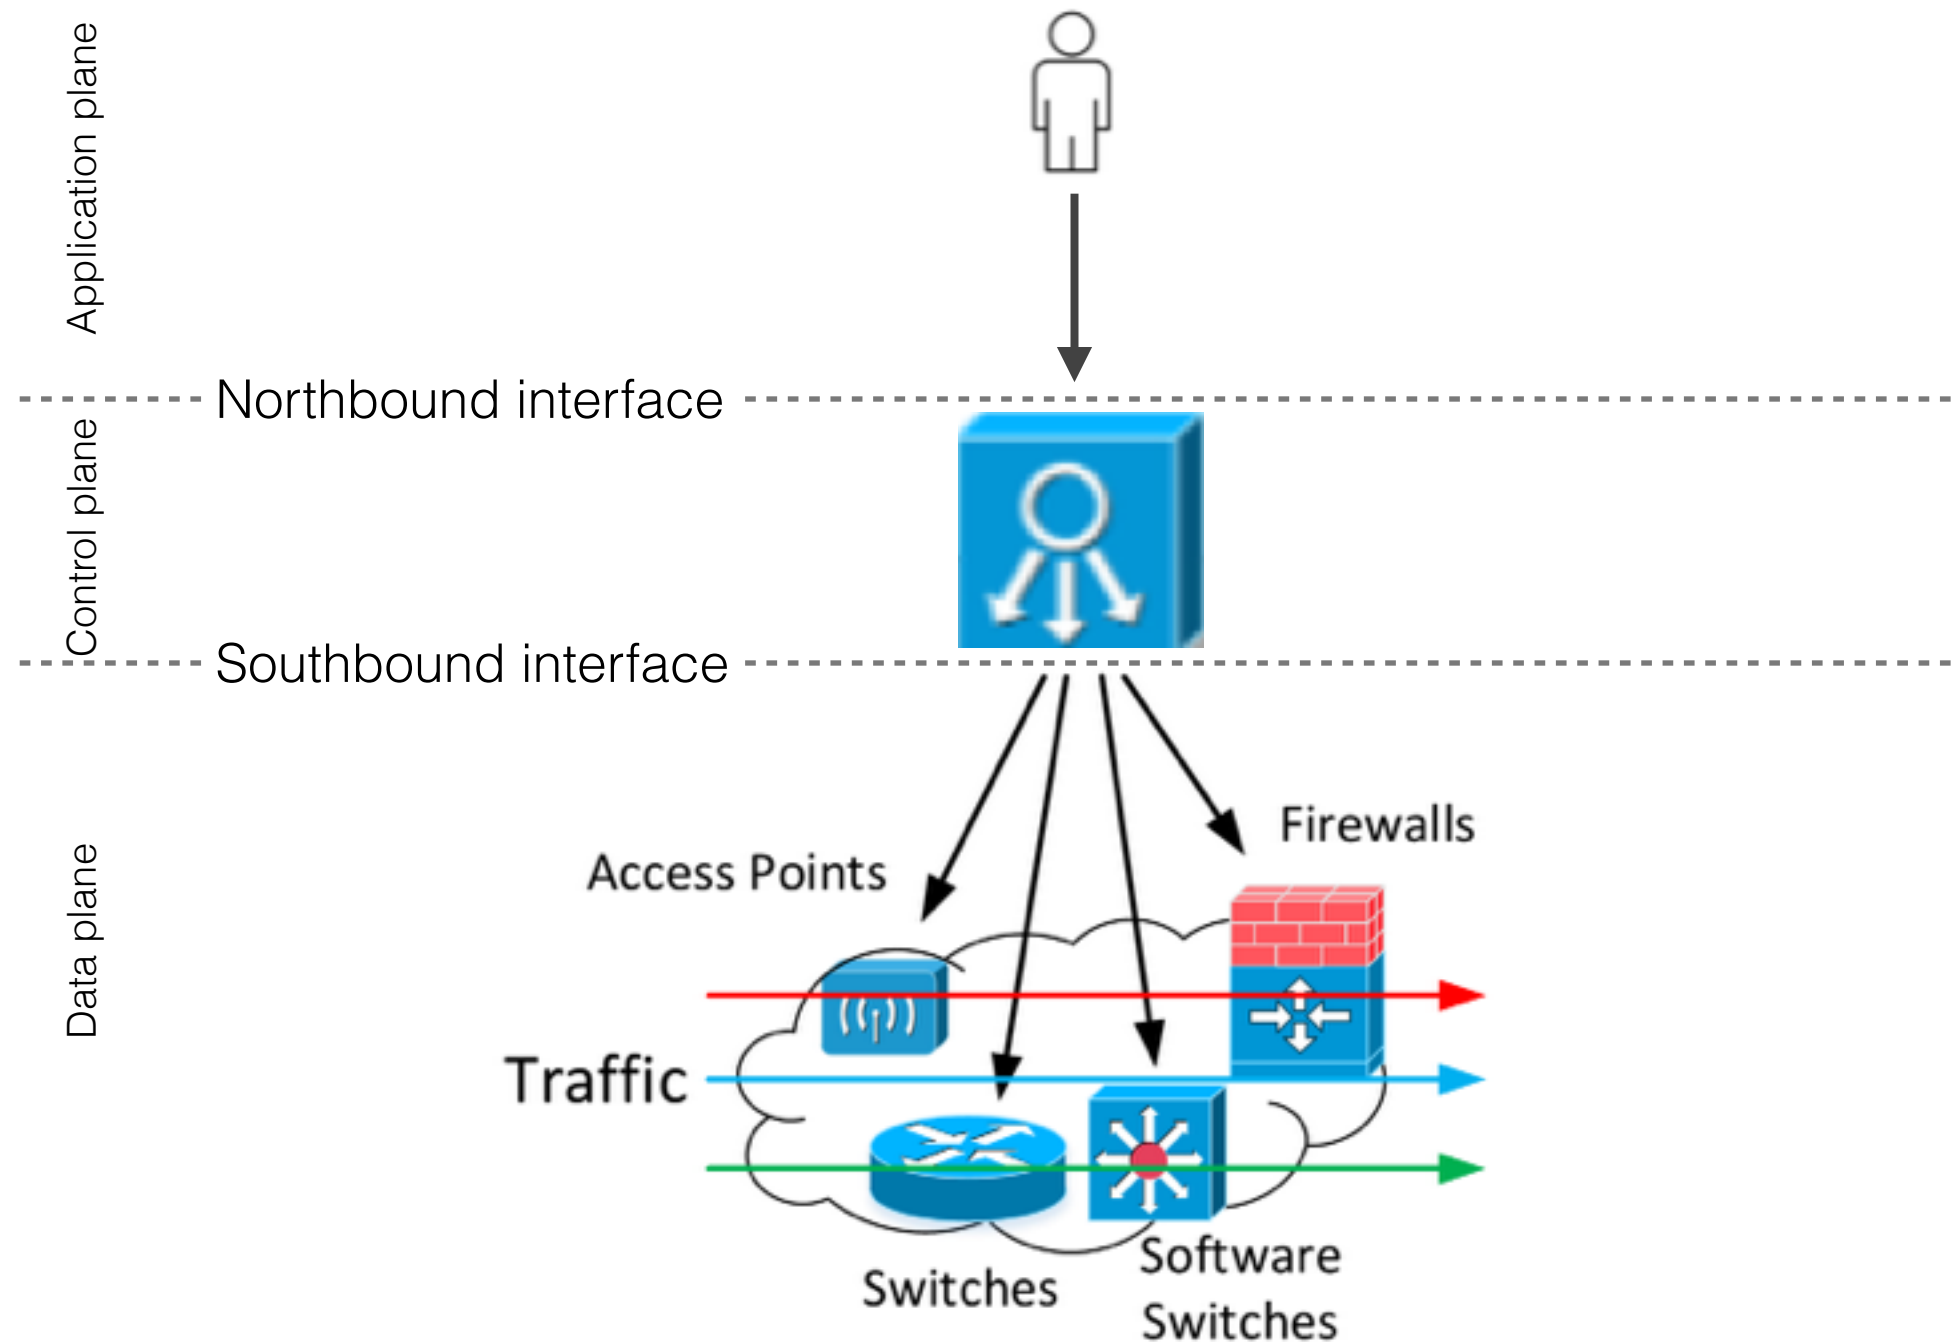 Application plane
Northbound interface
Control plane
Southbound interface
Data plane
Firewalls
Access Points
Traffic
Switches
Software
Switches